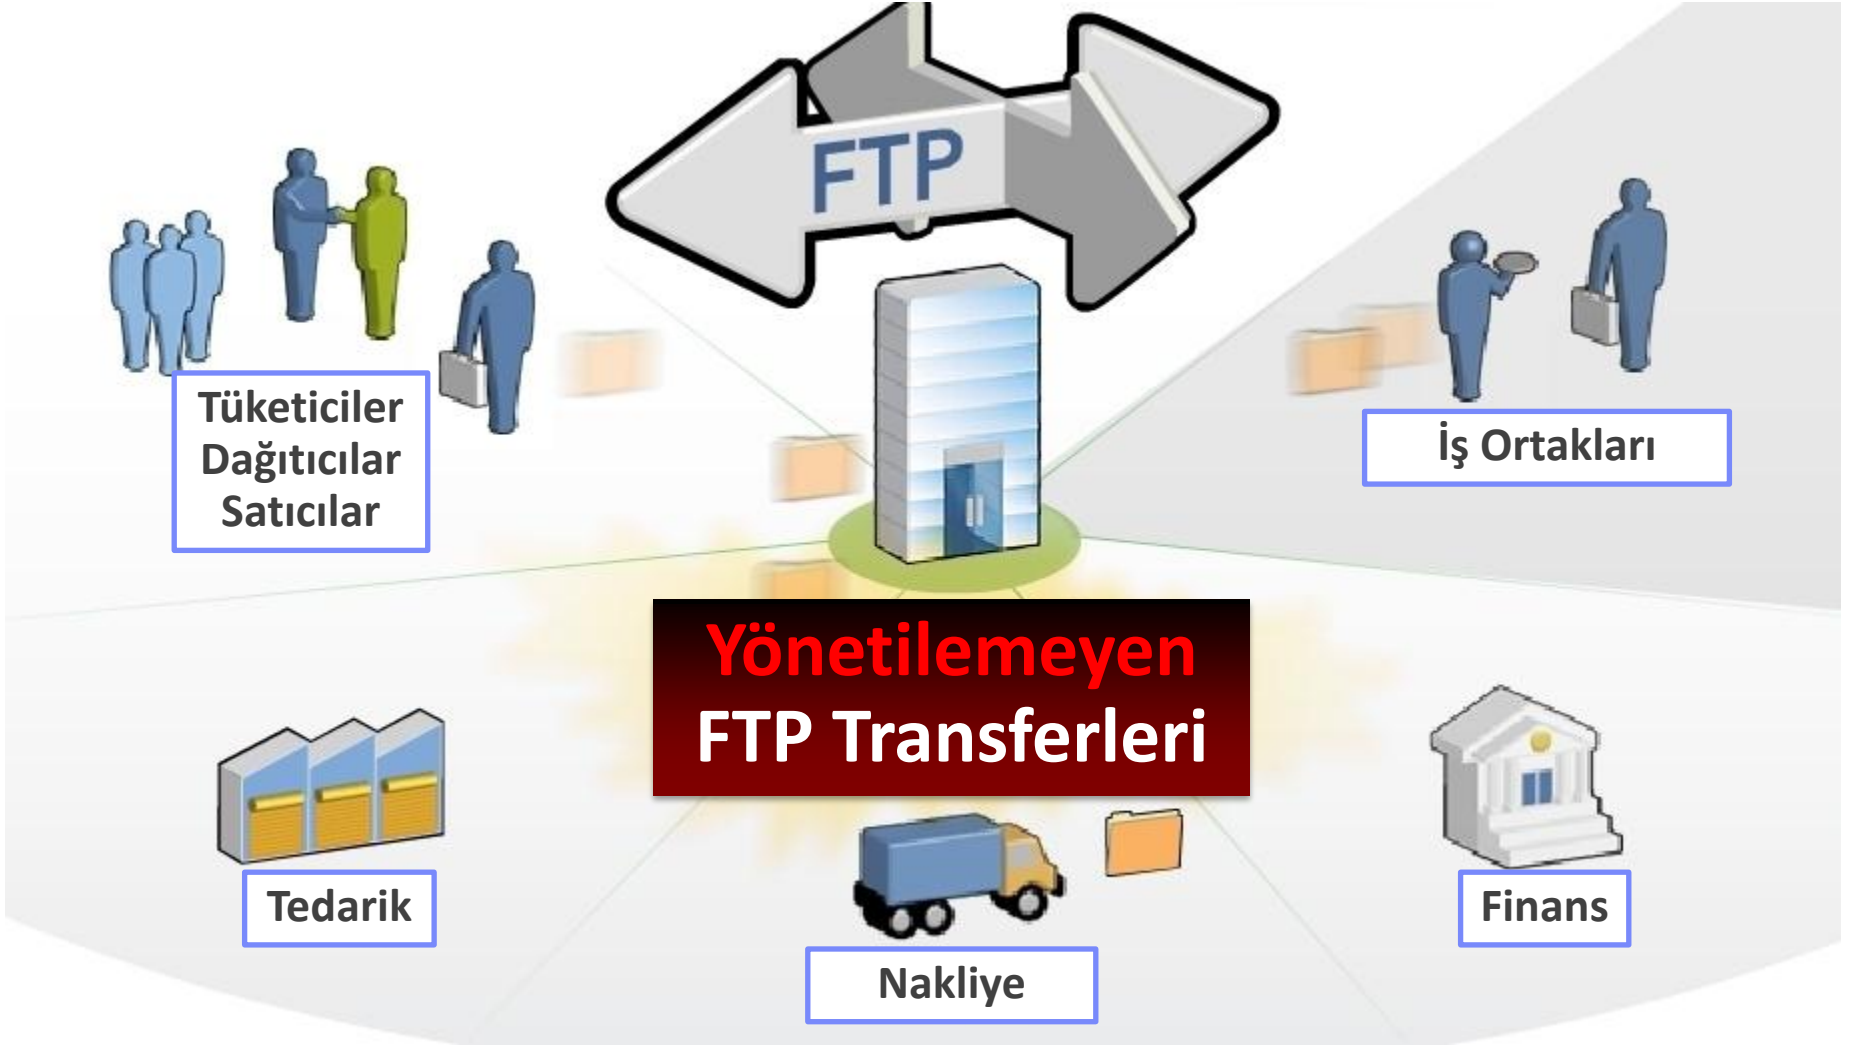 FTP
Tüketiciler
Dağıtıcılar
Satıcılar
İş Ortakları
Yönetilemeyen
FTP Transferleri
Tedarik
Finans
Nakliye